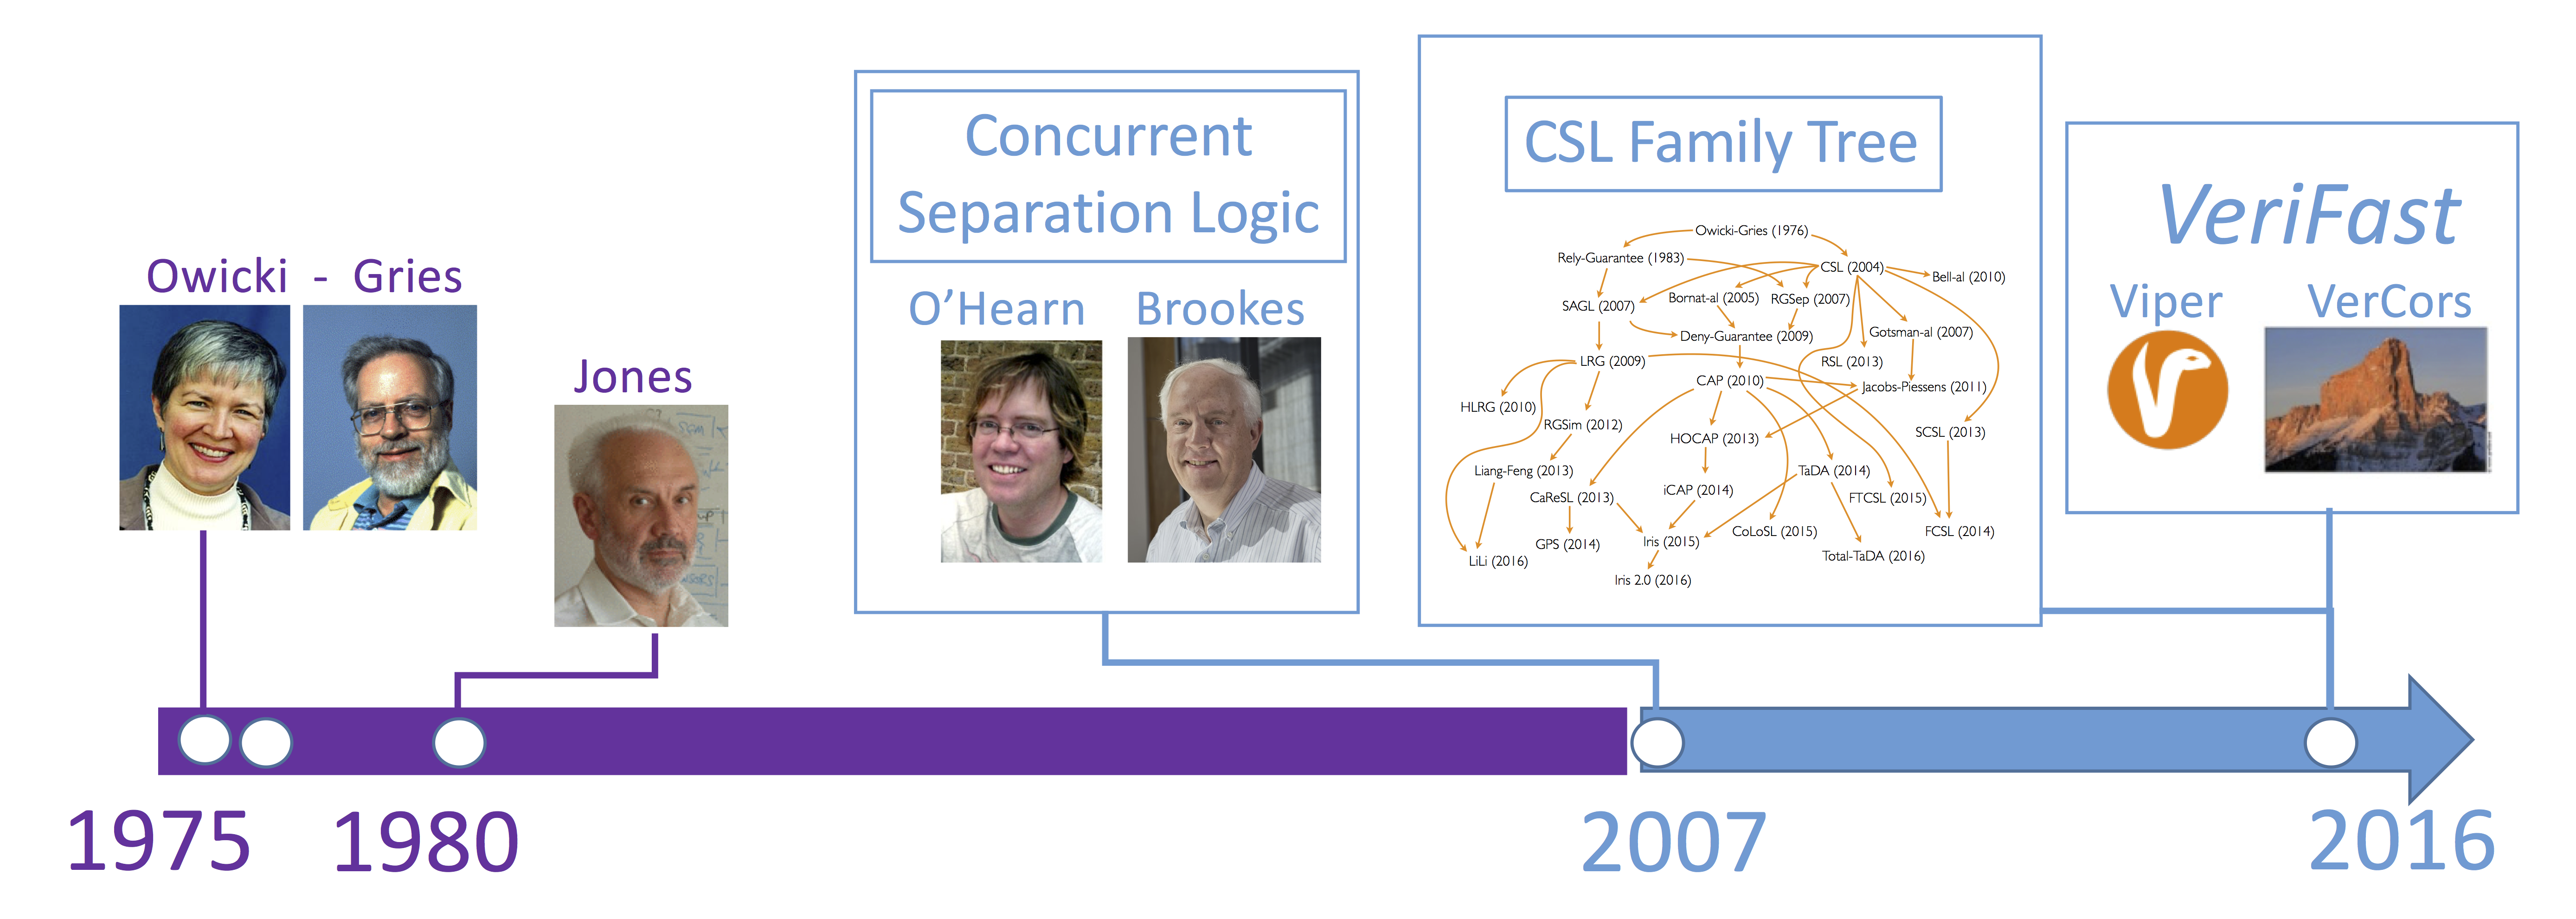 Owicki - Gries
Jones
Concurrent
Separation Logic
O’Hearn Brookes
CSL Family Tree
Owicki-Gries (1976)
Rely-Guarantee (1983)
CSL (2004)
Bell-al (2010)
SAGL (2007)
Bornat-al (2005)
RGSep (2007)
Deny-Guarantee (2009)
Gotsman-al (2007)
LRG (2009)
RSL (2013)
CAP (2010)
Jacobs-Piessens (2011)
HLRG (2010)
RGSim (2012)
HOCAP (2013)
SCSL (2013)
Liang-Feng (2013)
TaDA (2014)
CaReSL (2013)
iCAP (2014)
FTCSL (2015)
GPS (2014)
Iris (2015)
CoLoSL (2015)
FCSL (2014)
LiLi (2016)
Total-TaDA (2016)
Iris 2.0 (2016)
VeriFast
Viper VerCors
1975
1980
2007
2016